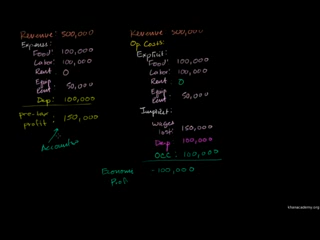 Revenue: 500,000
Expenses:
Food: 100,000
Labor: 100,000
Rent: 0
Equip Rent: 50,000
Dep: 100,000
pre-tax profit: 150,000
Revenue 500,000
Op Costs:
Explicit:
Food: 100,000
Labor: 100,000
Rent: 0
Equip Rent: 50,000
Implicit:
Wages lost: 150,000
Dep 100,000
OCC: 100,000
Economic Profit -100,000
khanacademy.org